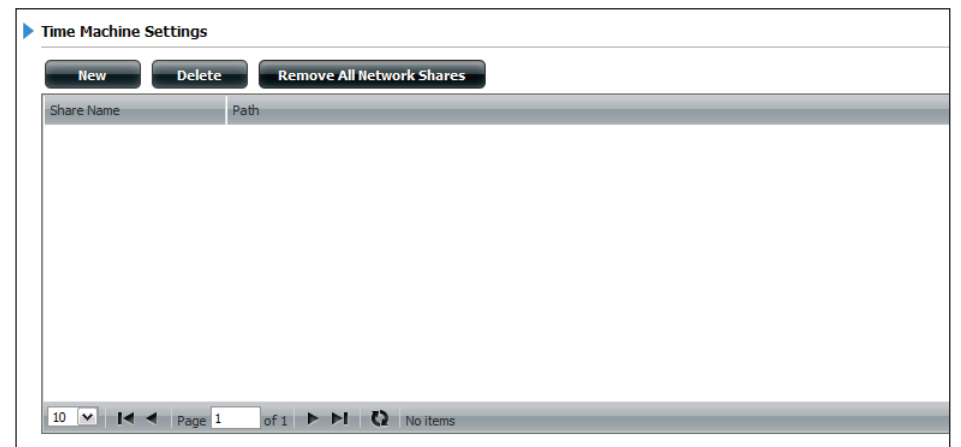 Time Machine Settings
New Delete Remove All Network Shares
Share Name Path
10 Page 1 of 1 No items